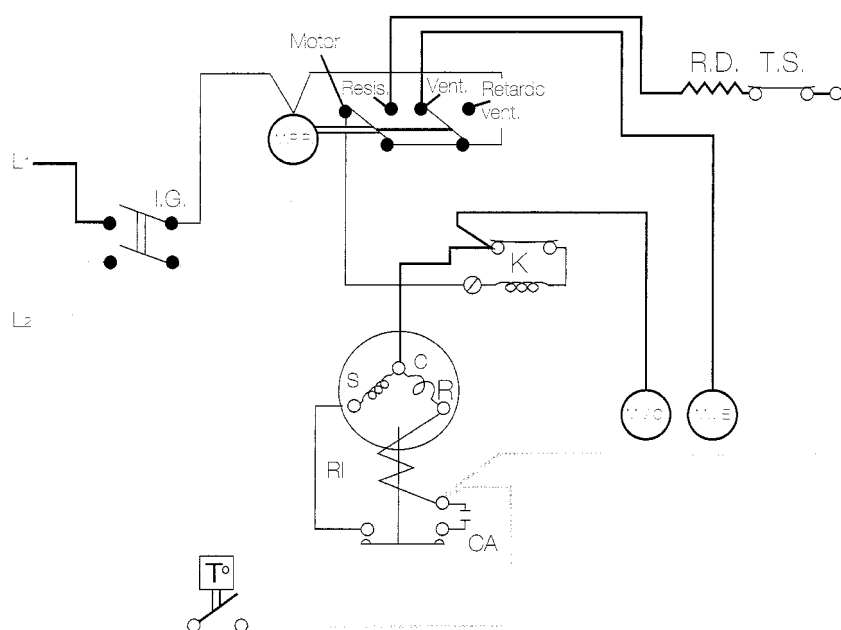 Motor
Resis.
Vent.
Retardo
vent.
R.D.
T.S.
L1
I.G.
K
L2
C
S
R
RI
CA
T°